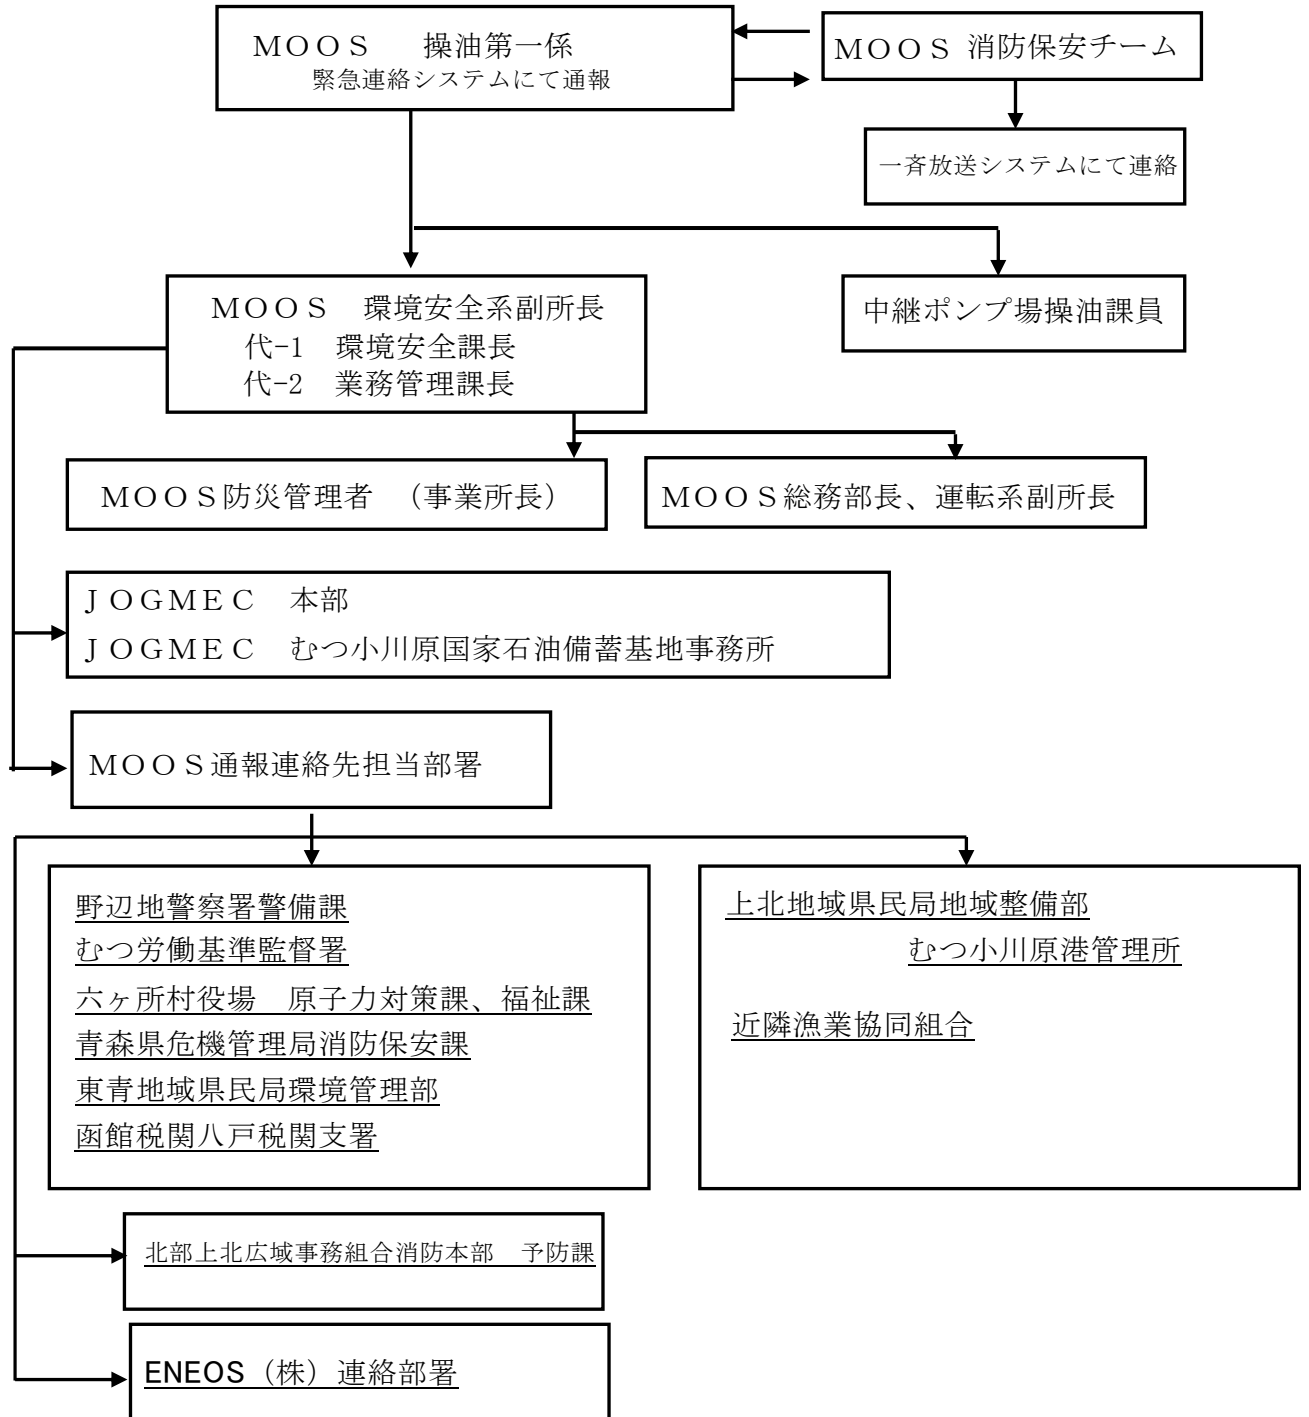 ＭＯＯＳ　操油第一係
緊急連絡システムにて通報
ＭＯＯＳ 消防保安チーム
一斉放送システムにて連絡
ＭＯＯＳ　環境安全系副所長
代-1　環境安全課長
代-2　業務管理課長
中継ポンプ場操油課員
ＭＯＯＳ防災管理者　（事業所長）
ＭＯＯＳ総務部長、運転系副所長
ＪＯＧＭＥＣ　本部
ＪＯＧＭＥＣ　むつ小川原国家石油備蓄基地事務所
ＭＯＯＳ通報連絡先担当部署
野辺地警察署警備課
むつ労働基準監督署
六ヶ所村役場　原子力対策課、福祉課
青森県危機管理局消防保安課
東青地域県民局環境管理部
函館税関八戸税関支署
上北地域県民局地域整備部
むつ小川原港管理所
近隣漁業協同組合
北部上北広域事務組合消防本部　予防課
ENEOS（株）連絡部署